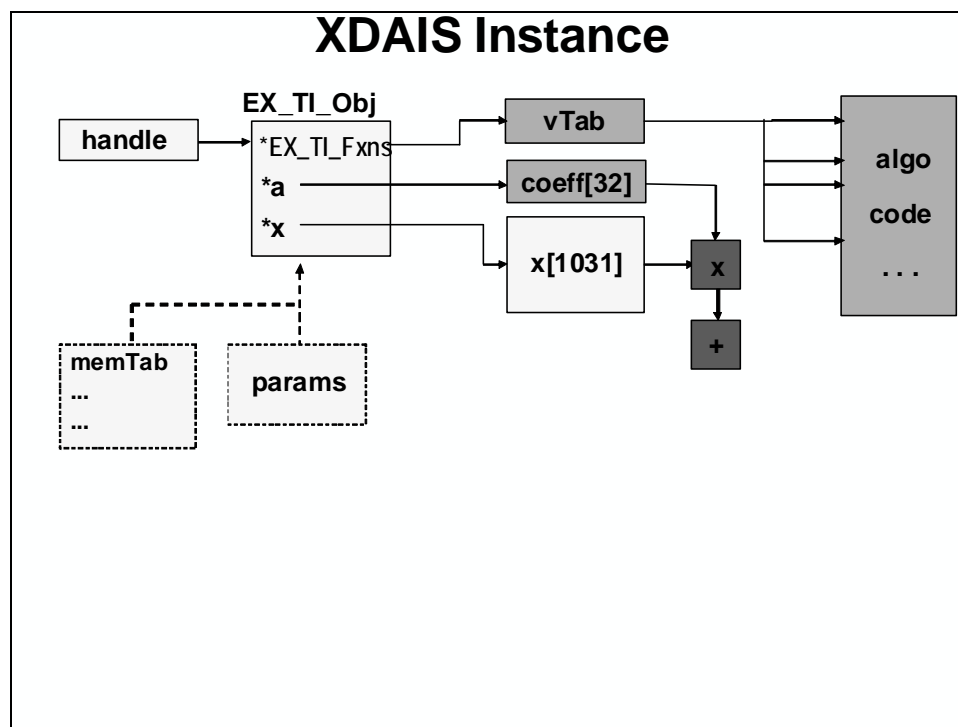 XDAIS Instance
EX_TI_Obj
handle
*EX_TI_Fxns
*a
*x
vTab
coeff[32]
x[1031]
x
+
algo
code
. . .
memTab
...
...
params